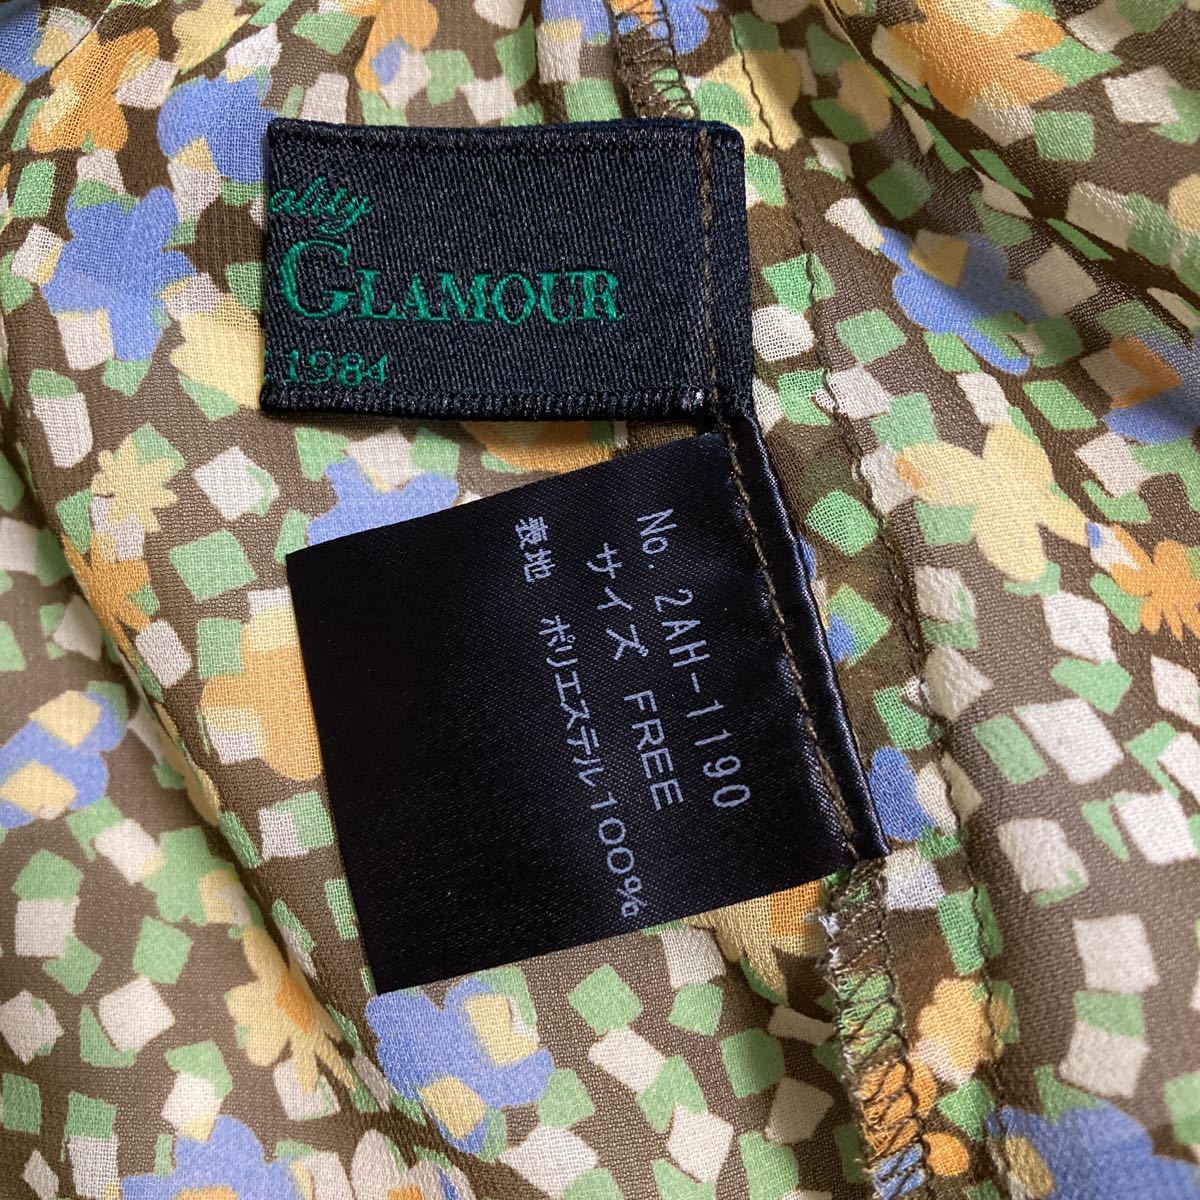 ality
GLAMOUR
1984
No. 2AH-1190
サイズ FREE
表地 ポリエステル100%